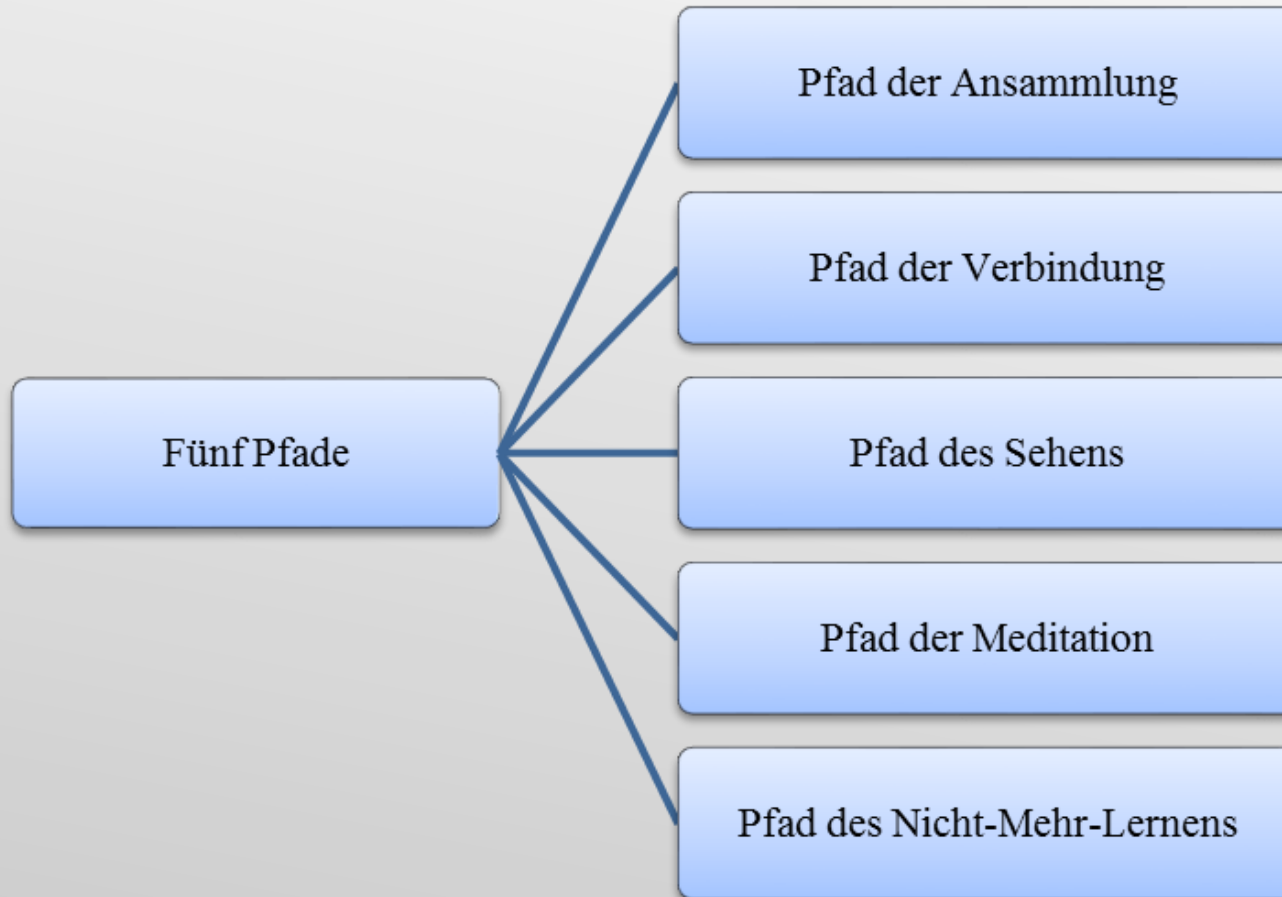 Pfad der Ansammlung
Pfad der Verbindung
Fünf Pfade
Pfad des Sehens
Pfad der Meditation
Pfad des Nicht-Mehr-Lernens